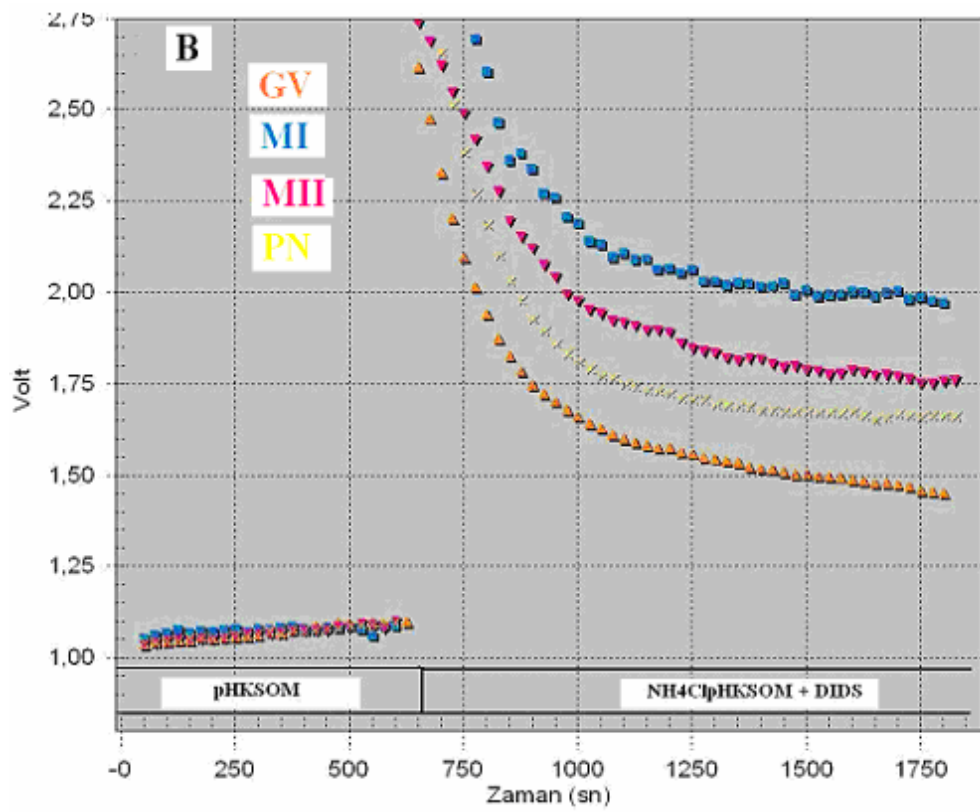 2,75
B
GV
MI
MII
PN
2,50
2,25
2,00
1,75
1,50
1,25
1,00
Volt
pHKSOM
NH4ClpHKSOM + DIDS
-0 250 500 750 1000 1250 1500 1750
Zaman (sn)